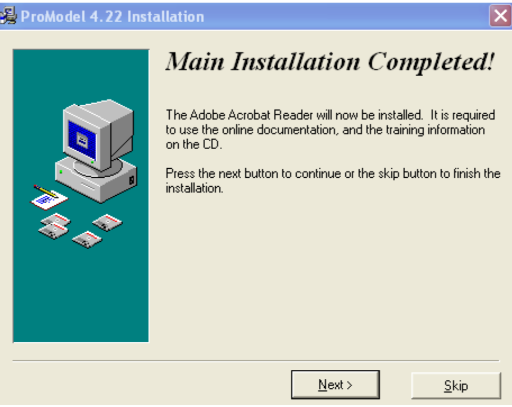 ProModel 4.22 Installation
Main Installation Completed!
The Adobe Acrobat Reader will now be installed. It is required
to use the online documentation, and the training information
on the CD.
Press the next button to continue or the skip button to finish the
installation.
Next >
Skip